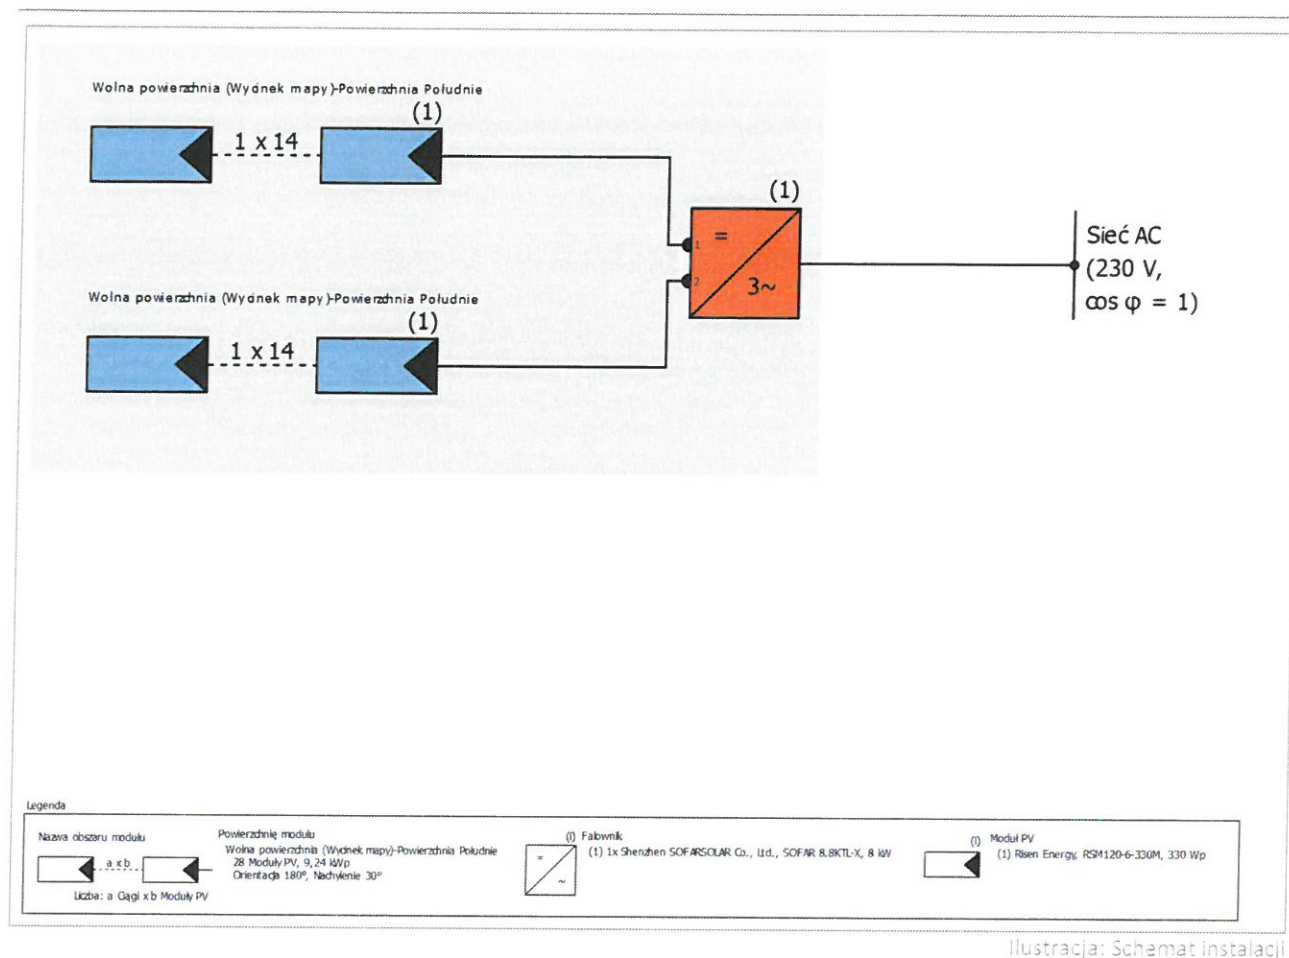 Wolna powierzchnia (Wycinek mapy)-Powierzchnia Południe
(1)
1 x 14
(1)
1
=
2
3~
Sieć AC
(230 V,
cos φ = 1)
Wolna powierzchnia (Wycinek mapy)-Powierzchnia Południe
(1)
1 x 14
Legenda
Nazwa obszaru modułu
a x b
Liczba: a Ciągi x b Moduły PV
Powierzchnię modułu
Wolna powierzchnia (Wycinek mapy)-Powierzchnia Południe
28 Moduły PV, 9,24 kWp
Orientacja 180°, Nachylenie 30°
(i) Falownik
=
~
(1) 1x Shenzhen SOFARSOLAR Co., Ltd., SOFAR 8.8KTL-X, 8 kW
(i) Moduł PV
(1) Risen Energy, RSM120-6-330M, 330 Wp
Ilustracja: Schemat instalacji